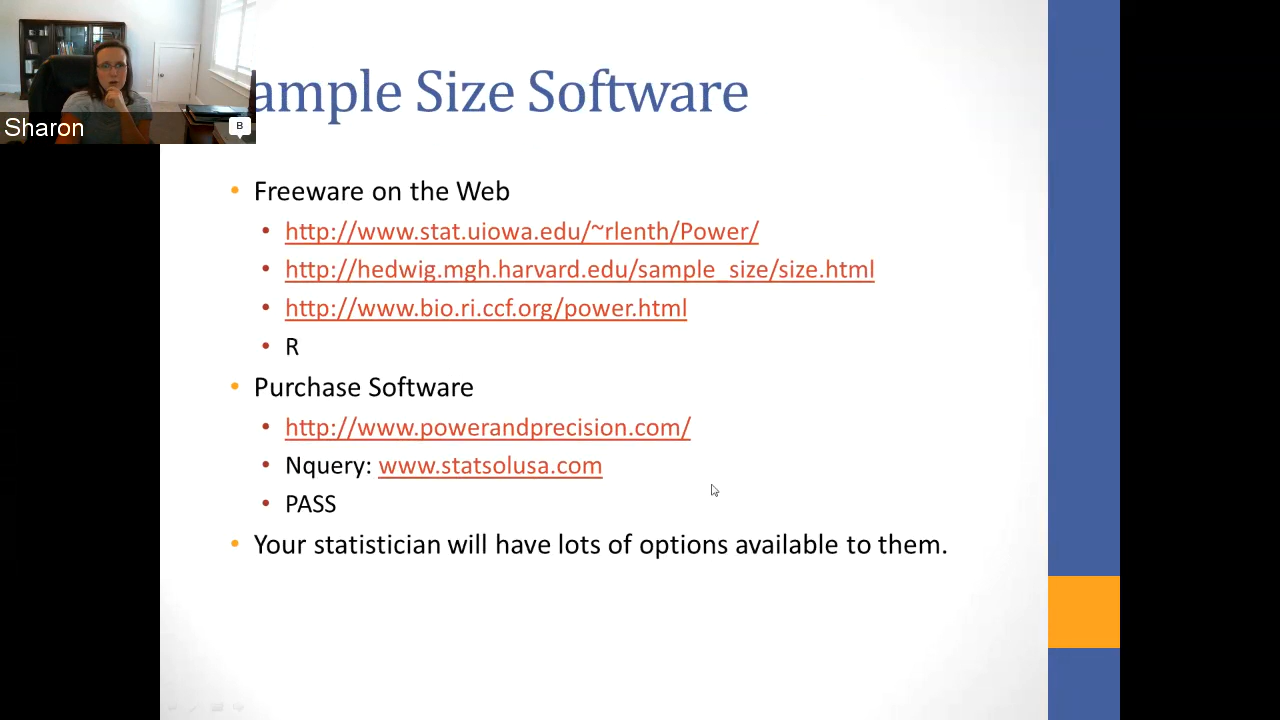 ample Size Software
Sharon
B
Freeware on the Web
http://www.stat.uiowa.edu/~rlenth/Power/
http://hedwig.mgh.harvard.edu/sample_size/size.html
http://www.bio.ri.ccf.org/power.html
R
Purchase Software
http://www.powerandprecision.com/
Nquery: www.statsolusa.com
PASS
Your statistician will have lots of options available to them.